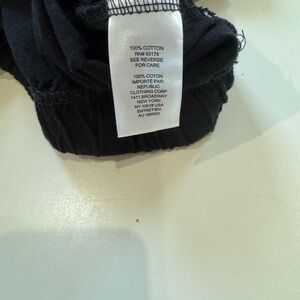 100% COTTON
RN# 93178
SEE REVERSE
FOR CARE
100% COTON
IMPORTÉ PAR:
REPUBLIC
CLOTHING CORP
1411 BROADWAY
NEW YORK
NY 10018 USA
ENTRETIEN
AU VERSO